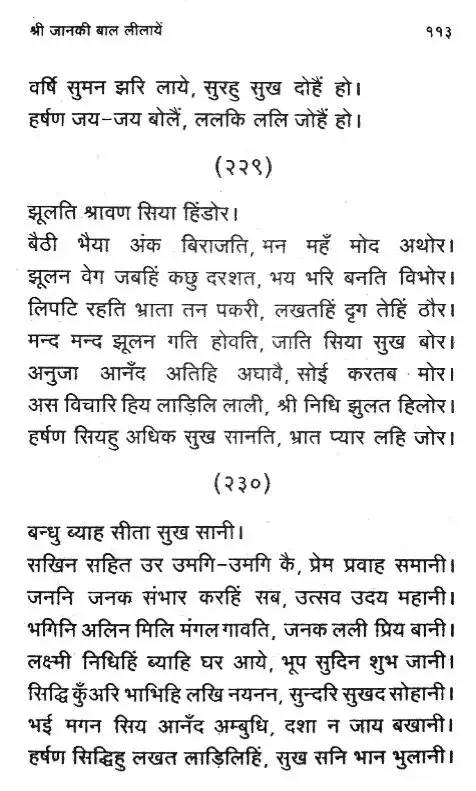 श्री जानकी बाल लीलायें ११३
वर्षि सुमन झरि लाये, सुरहु सुख दोहैं हो।
हर्षण जय-जय बोलैं, ललकि ललि जोहैं हो।
(२२९)
झूलति श्रावण सिया हिंडोर।
बैठी भैया अंक बिराजति, मन महँ मोद अथोर।
झूलन वेग जबहिं कछु दरशत, भय भरि बनति विभोर।
लिपटि रहति भ्राता तन पकरी, लखतहिं दृग तेहिं ठौर।
मन्द मन्द झूलन गति होवति, जाति सिया सुख बोर।
अनुजा आनँद अतिहि अघावै, सोई करतब मोर।
अस विचारि हिय लाड़िलि लाली, श्री निधि झुलत हिलोर।
हर्षण सियहु अधिक सुख सानति, भ्रात प्यार लहि जोर।
(२३०)
बन्धु ब्याह सीता सुख सानी।
सखिन सहित उर उमगि-उमगि कै, प्रेम प्रवाह समानी।
जननि जनक संभार करहिं सब, उत्सव उदय महानी।
भगिनि अलिन मिलि मंगल गावति, जनक लली प्रिय बानी।
लक्ष्मी निधिहिं ब्याहि घर आये, भूप सुदिन शुभ जानी।
सिद्धि कुँअरि भाभिहि लखि नयनन, सुन्दरि सुखद सोहानी।
भई मगन सिय आनँद अम्बुधि, दशा न जाय बखानी।
हर्षण सिद्धिहु लखत लाड़िलिहिं, सुख सनि भान भुलानी।